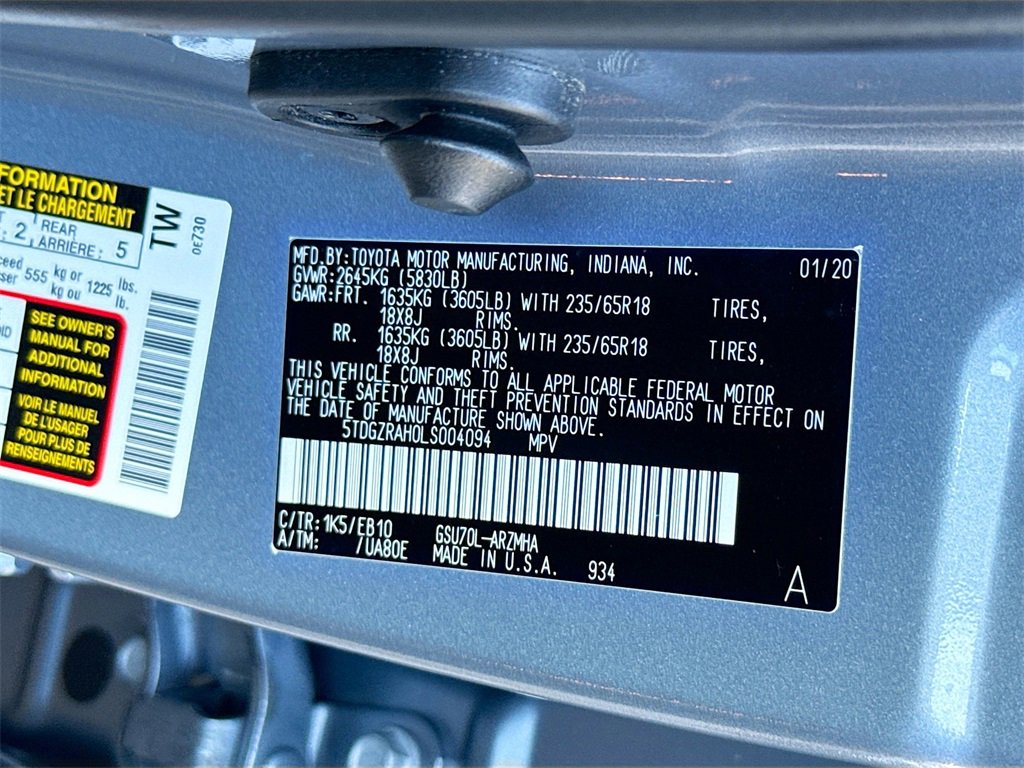 FORMATION
ET LE CHARGEMENT
: 2 REAR
ARRIÈRE: 5
555 kg or 1225 lbs.
kg ou lb.
SEE OWNER'S
MANUAL FOR
ADDITIONAL
INFORMATION
VOIR LE MANUEL
DE L'USAGER
POUR PLUS DE
RENSEIGNEMENTS
TW
0E730
MFD.BY:TOYOTA MOTOR MANUFACTURING, INDIANA, INC. 01/20
GVWR:2645KG (5830LB)
GAWR:FRT. 1635KG (3605LB) WITH 235/65R18 TIRES,
18X8J RIMS.
RR. 1635KG (3605LB) WITH 235/65R18 TIRES,
18X8J RIMS.
THIS VEHICLE CONFORMS TO ALL APPLICABLE FEDERAL MOTOR
VEHICLE SAFETY AND THEFT PREVENTION STANDARDS IN EFFECT ON
THE DATE OF MANUFACTURE SHOWN ABOVE.
5TDGZRAH0LS004094 MPV
C/TR:1K5/EB10 GSU70L-ARZMHA
A/TM: /UA80E MADE IN U.S.A. 934
A